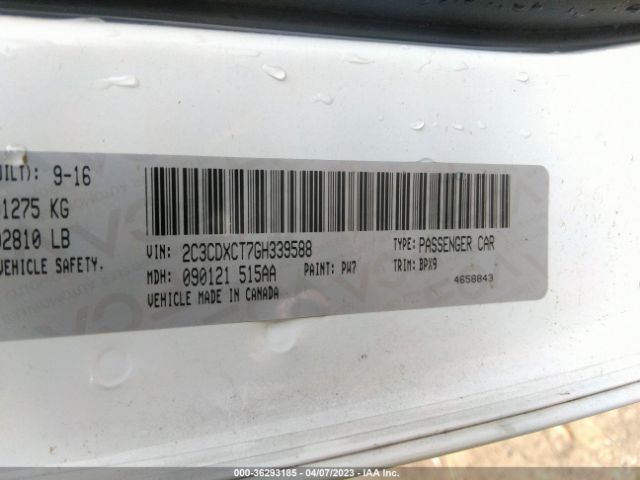 UILT): 9-16
1275 KG
2810 LB
VEHICLE SAFETY.
VIN: 2C3CDXCT7GH339588
TYPE: PASSENGER CAR
MDH: 090121 515AA
PAINT: PW7
TRIM: BPX9
VEHICLE MADE IN CANADA
4658843
000-36293185 - 04/07/2023 - IAA Inc.